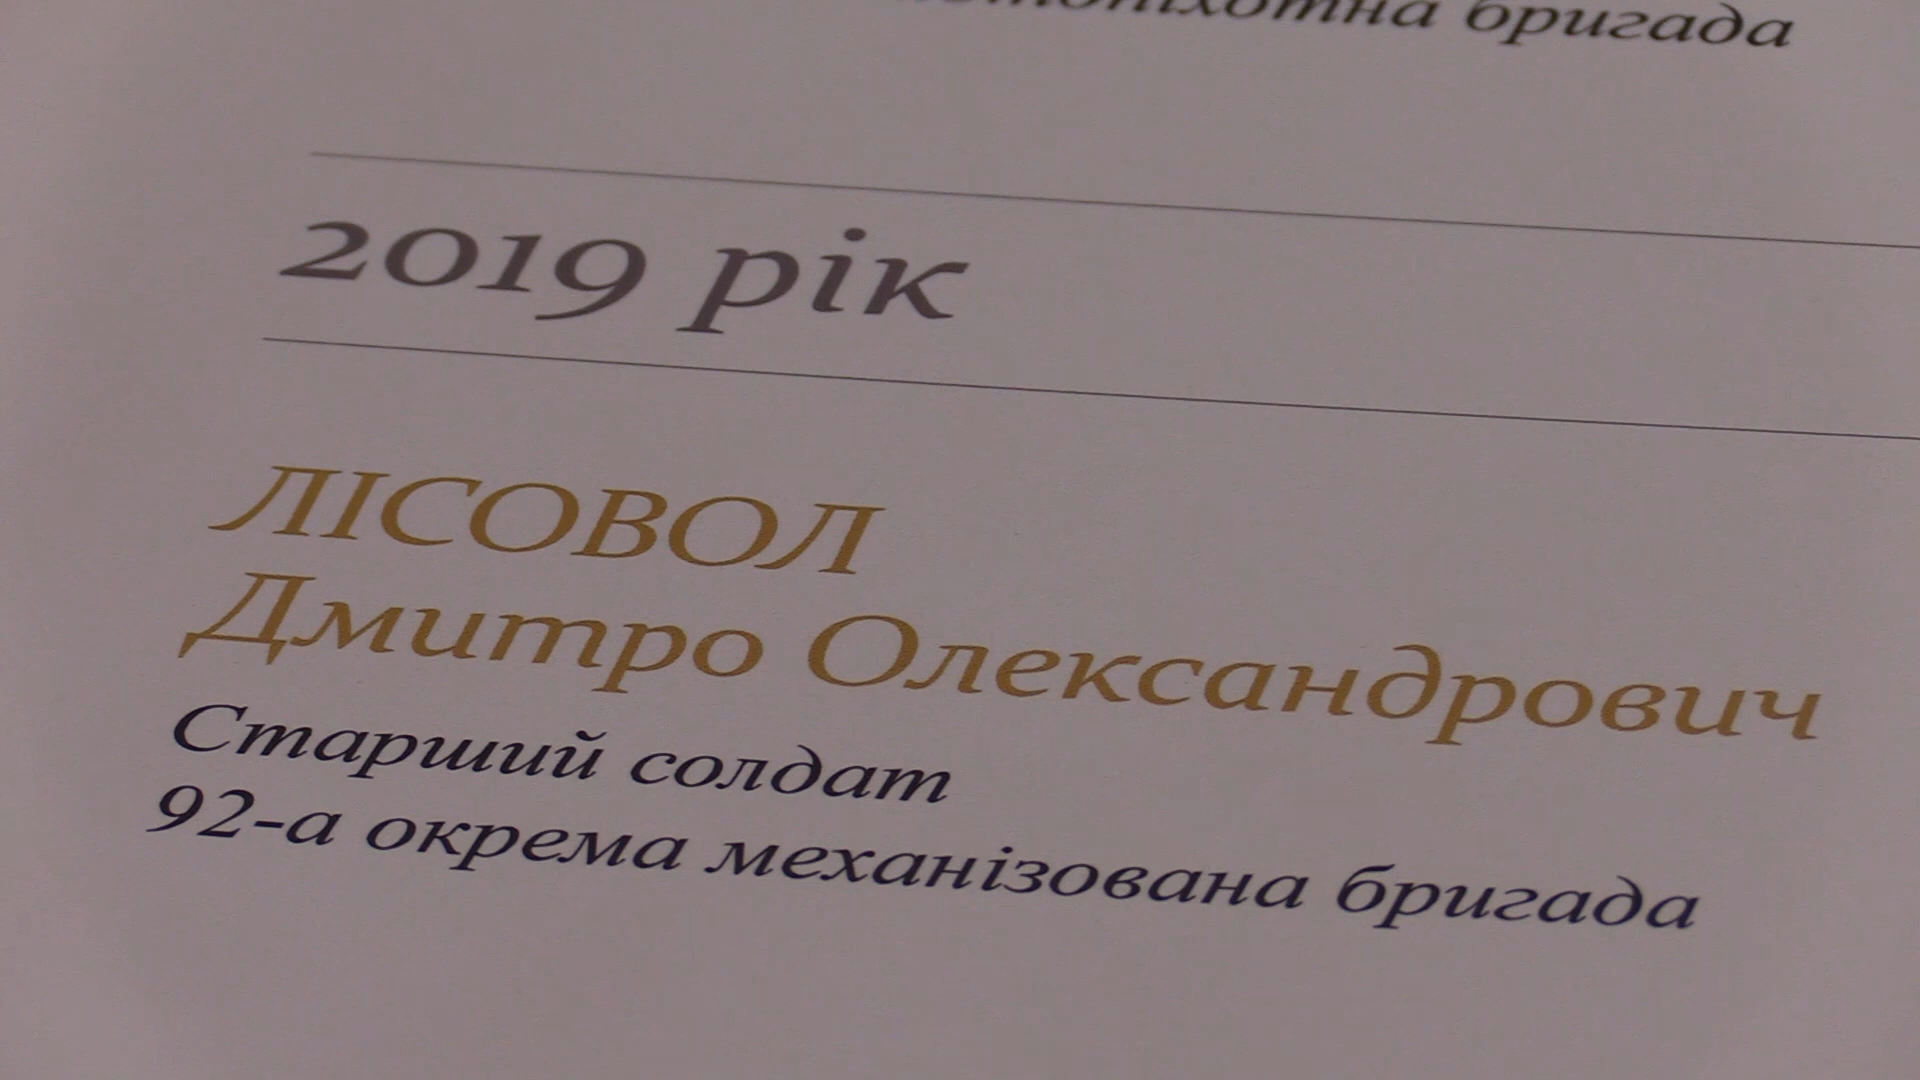 бригада
2019 рік
ЛІСОВОЛ
Дмитро Олександрович
Старший солдат
92-а окрема механізована бригада